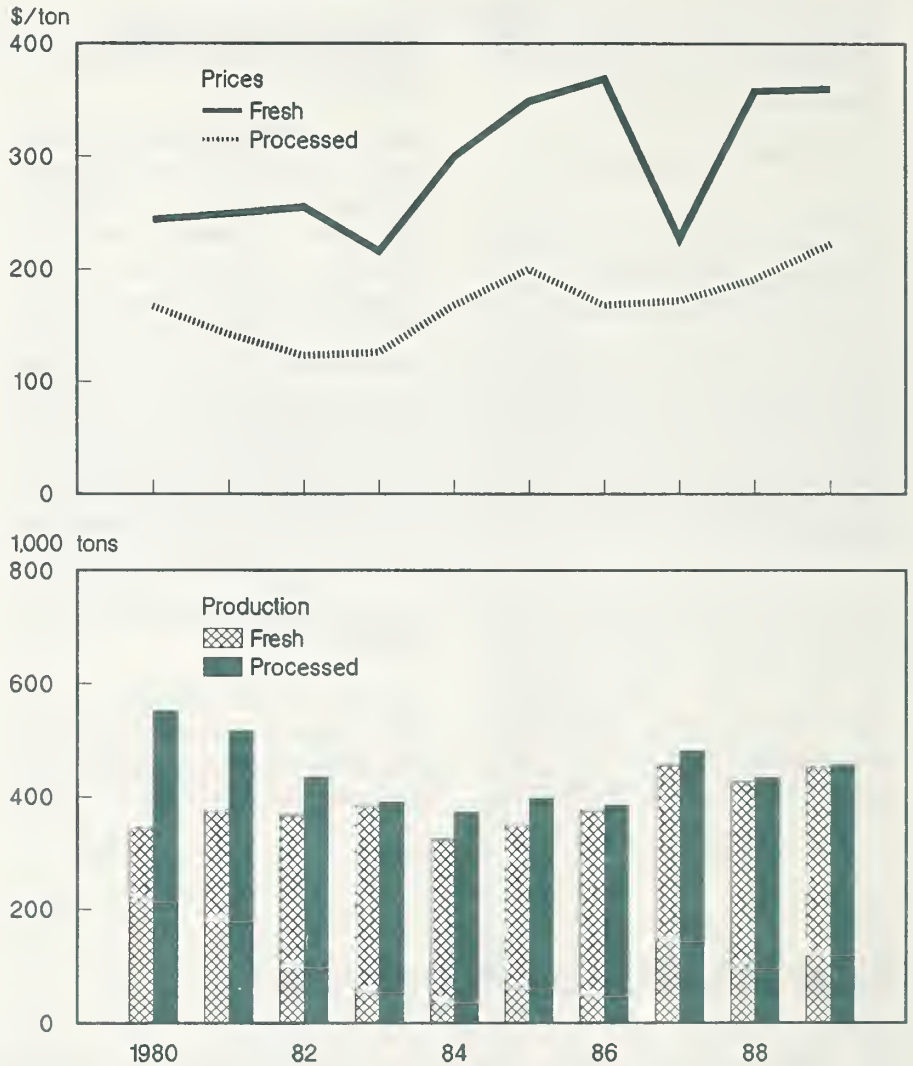 $/ton
400
Prices
Fresh
Processed
300
200
100
0
1,000 tons
800
Production
Fresh
Processed
600
400
200
0
1980 82 84 86 88